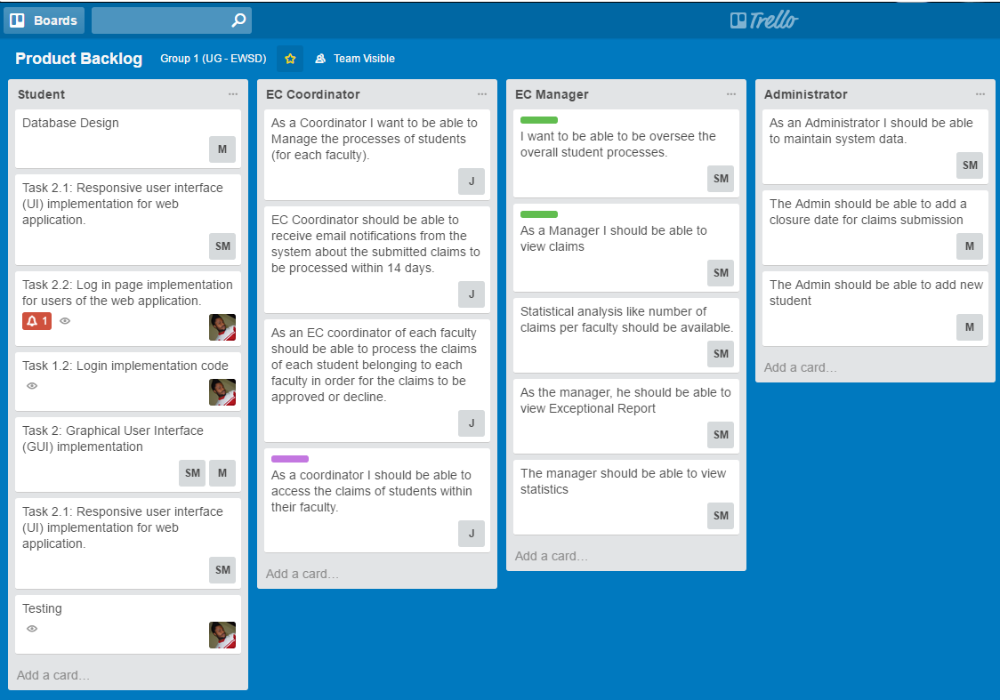 Boards
Trello
Product Backlog
Group 1 (UG - EWSD)
Team Visible
Student
Database Design
M
Task 2.1: Responsive user interface
(UI) implementation for web
application.
SM
Task 2.2: Log in page implementation
for users of the web application.
1
Task 1.2: Login implementation code
Task 2: Graphical User Interface
(GUI) implementation
SM
M
Task 2.1: Responsive user interface
(UI) implementation for web
application.
SM
Testing
Add a card…
EC Coordinator
As a Coordinator I want to be able to
Manage the processes of students
(for each faculty).
J
EC Coordinator should be able to
receive email notifications from the
system about the submitted claims to
be processed within 14 days.
J
As an EC coordinator of each faculty
should be able to process the claims
of each student belonging to each
faculty in order for the claims to be
approved or decline.
J
As a coordinator I should be able to
access the claims of students within
their faculty.
J
Add a card…
EC Manager
I want to be able to be oversee the
overall student processes.
SM
As a Manager I should be able to
view claims
SM
Statistical analysis like number of
claims per faculty should be available.
SM
As the manager, he should be able to
view Exceptional Report
SM
The manager should be able to view
statistics
SM
Add a card…
Administrator
As an Administrator I should be able
to maintain system data.
SM
The Admin should be able to add a
closure date for claims submission
M
The Admin should be able to add new
student
M
Add a card…